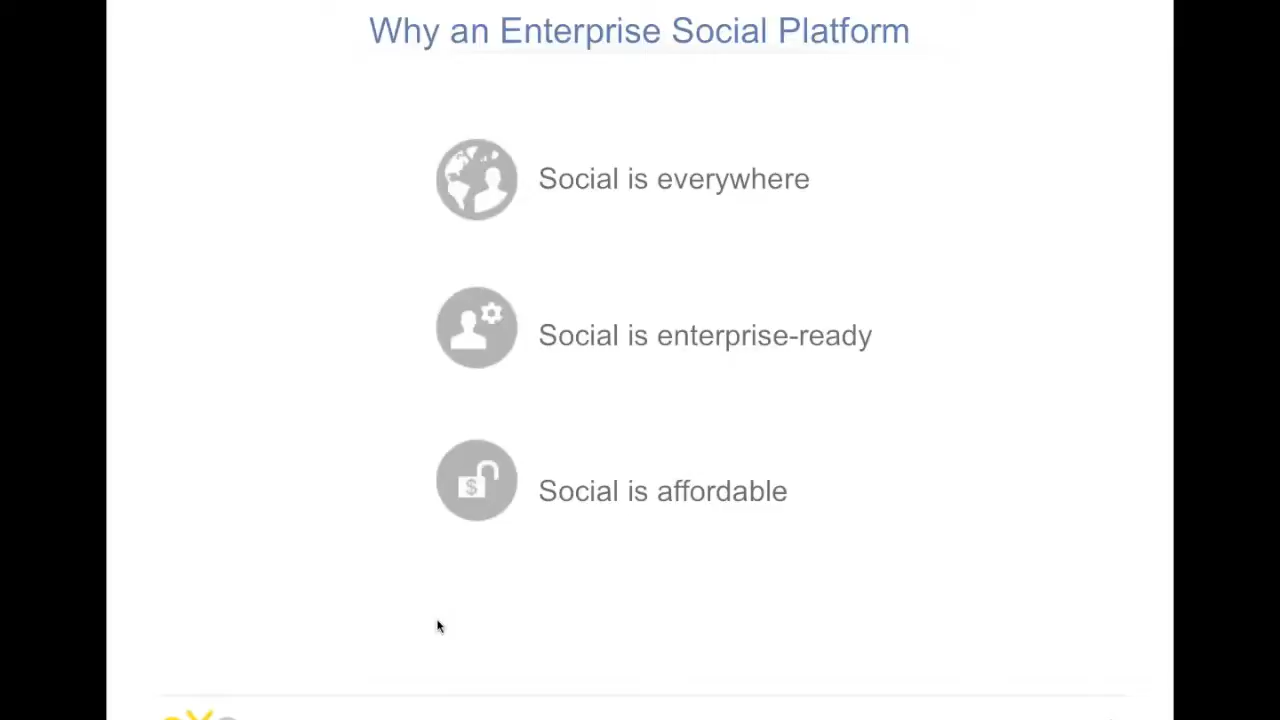 Why an Enterprise Social Platform
Social is everywhere
Social is enterprise-ready
$
Social is affordable